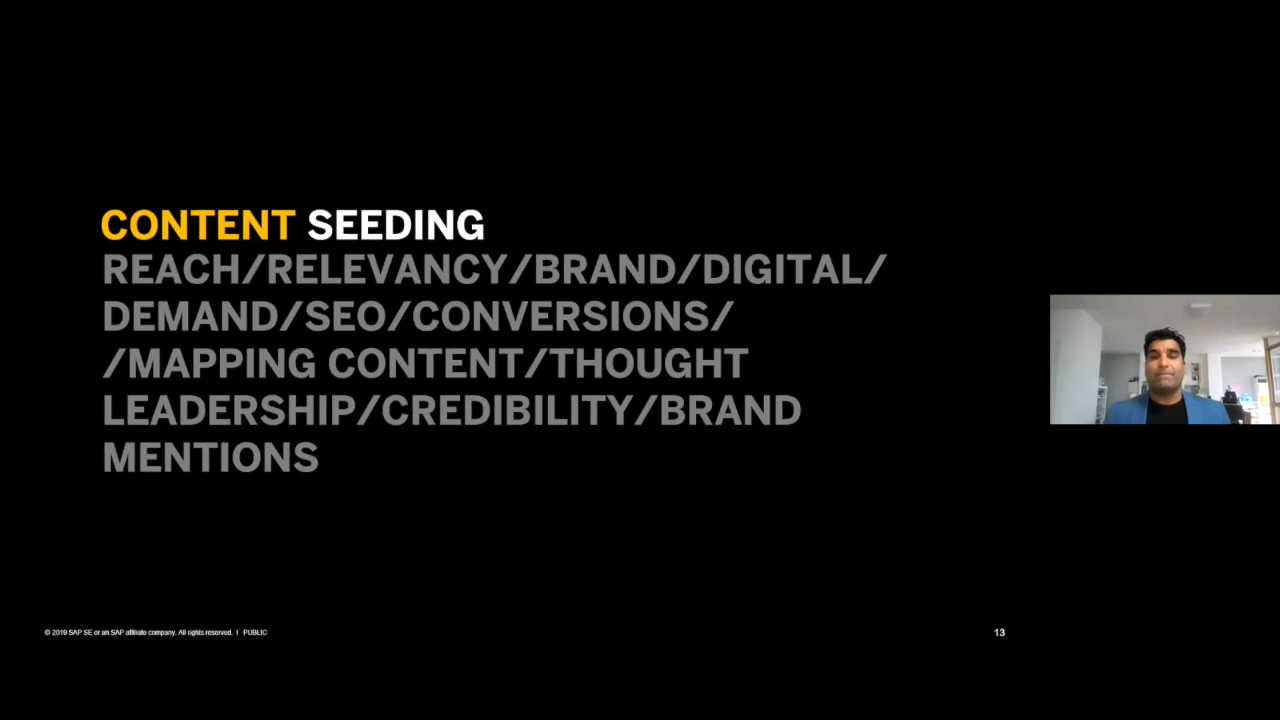 CONTENT SEEDING
REACH/RELEVANCY/BRAND/DIGITAL/
DEMAND/SEO/CONVERSIONS/
/MAPPING CONTENT/THOUGHT
LEADERSHIP/CREDIBILITY/BRAND
MENTIONS
© 2019 SAP SE or an SAP affiliate company. All rights reserved. I PUBLIC
13